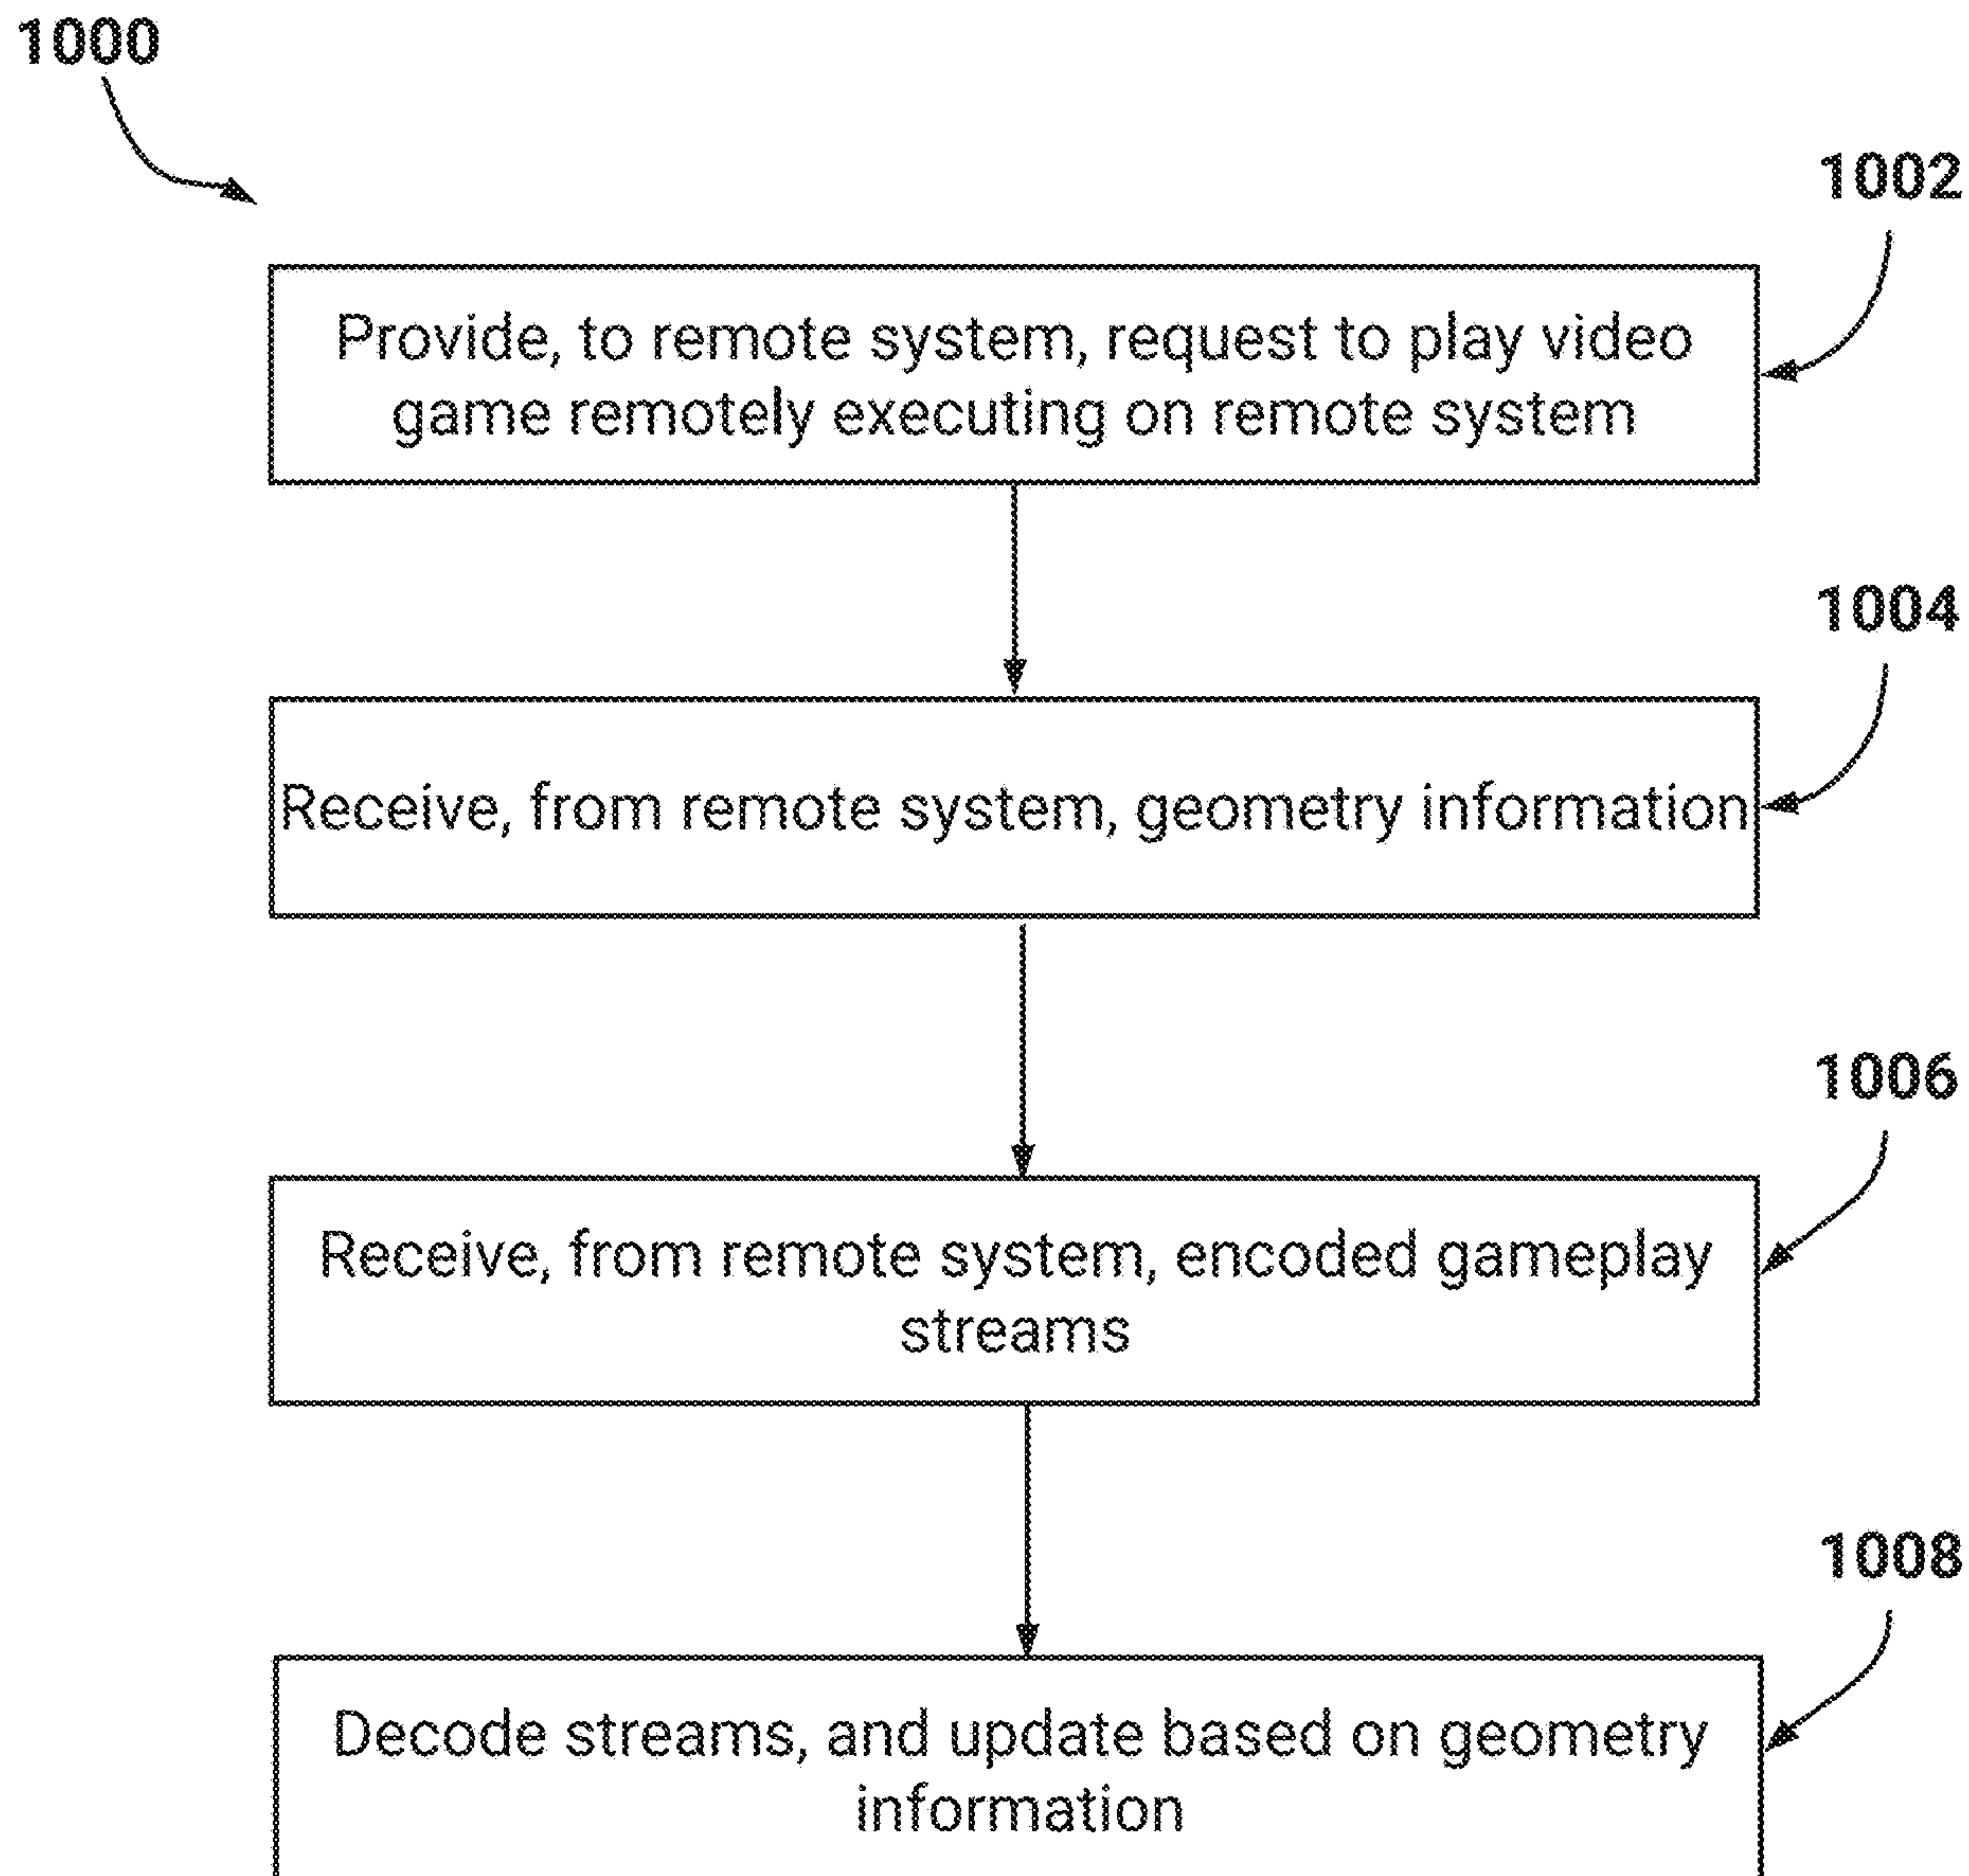 1000
1002
Provide, to remote system, request to play video
game remotely executing on remote system
1004
Receive, from remote system, geometry information
1006
Receive, from remote system, encoded gameplay
streams
1008
Decode streams, and update based on geometry
information